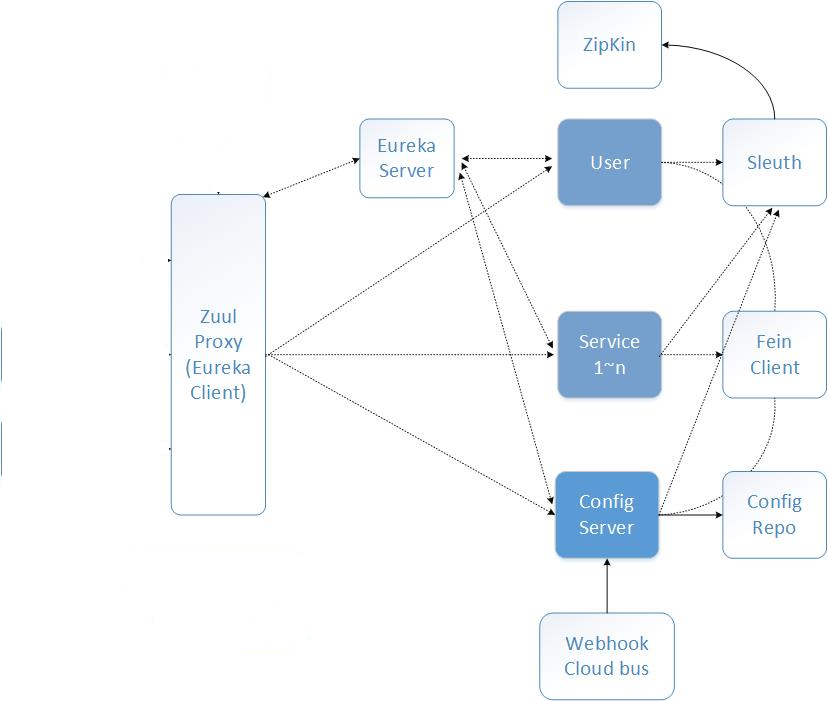 ZipKin
Eureka
Server
User
Sleuth
Zuul
Proxy
(Eureka
Client)
Service
1~n
Fein
Client
Config
Server
Config
Repo
Webhook
Cloud bus